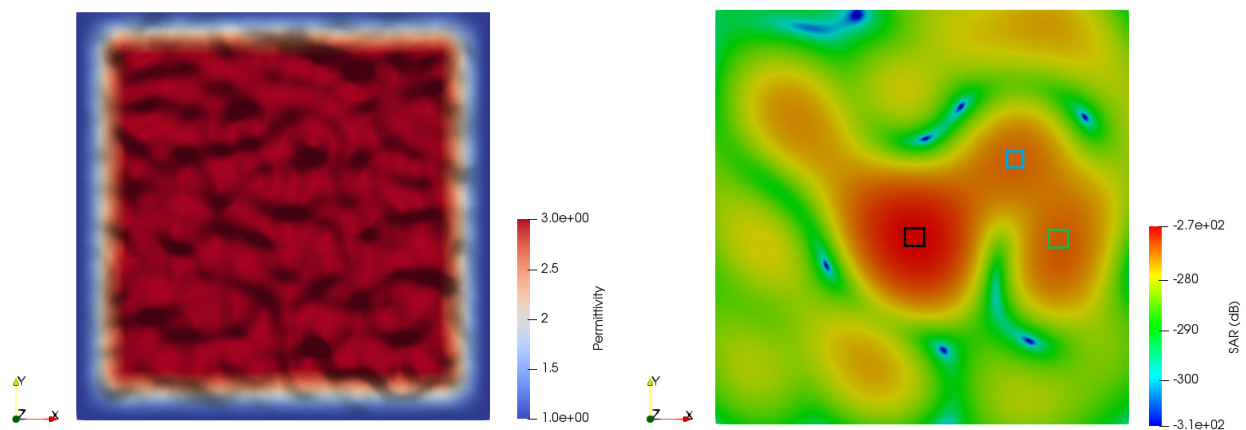 3.0e+00
2.5
2
1.5
1.0e+00
Permittivity
Y
Z
X
-2.7e+02
-280
-290
-300
-3.1e+02
SAR (dB)
Y
Z
X